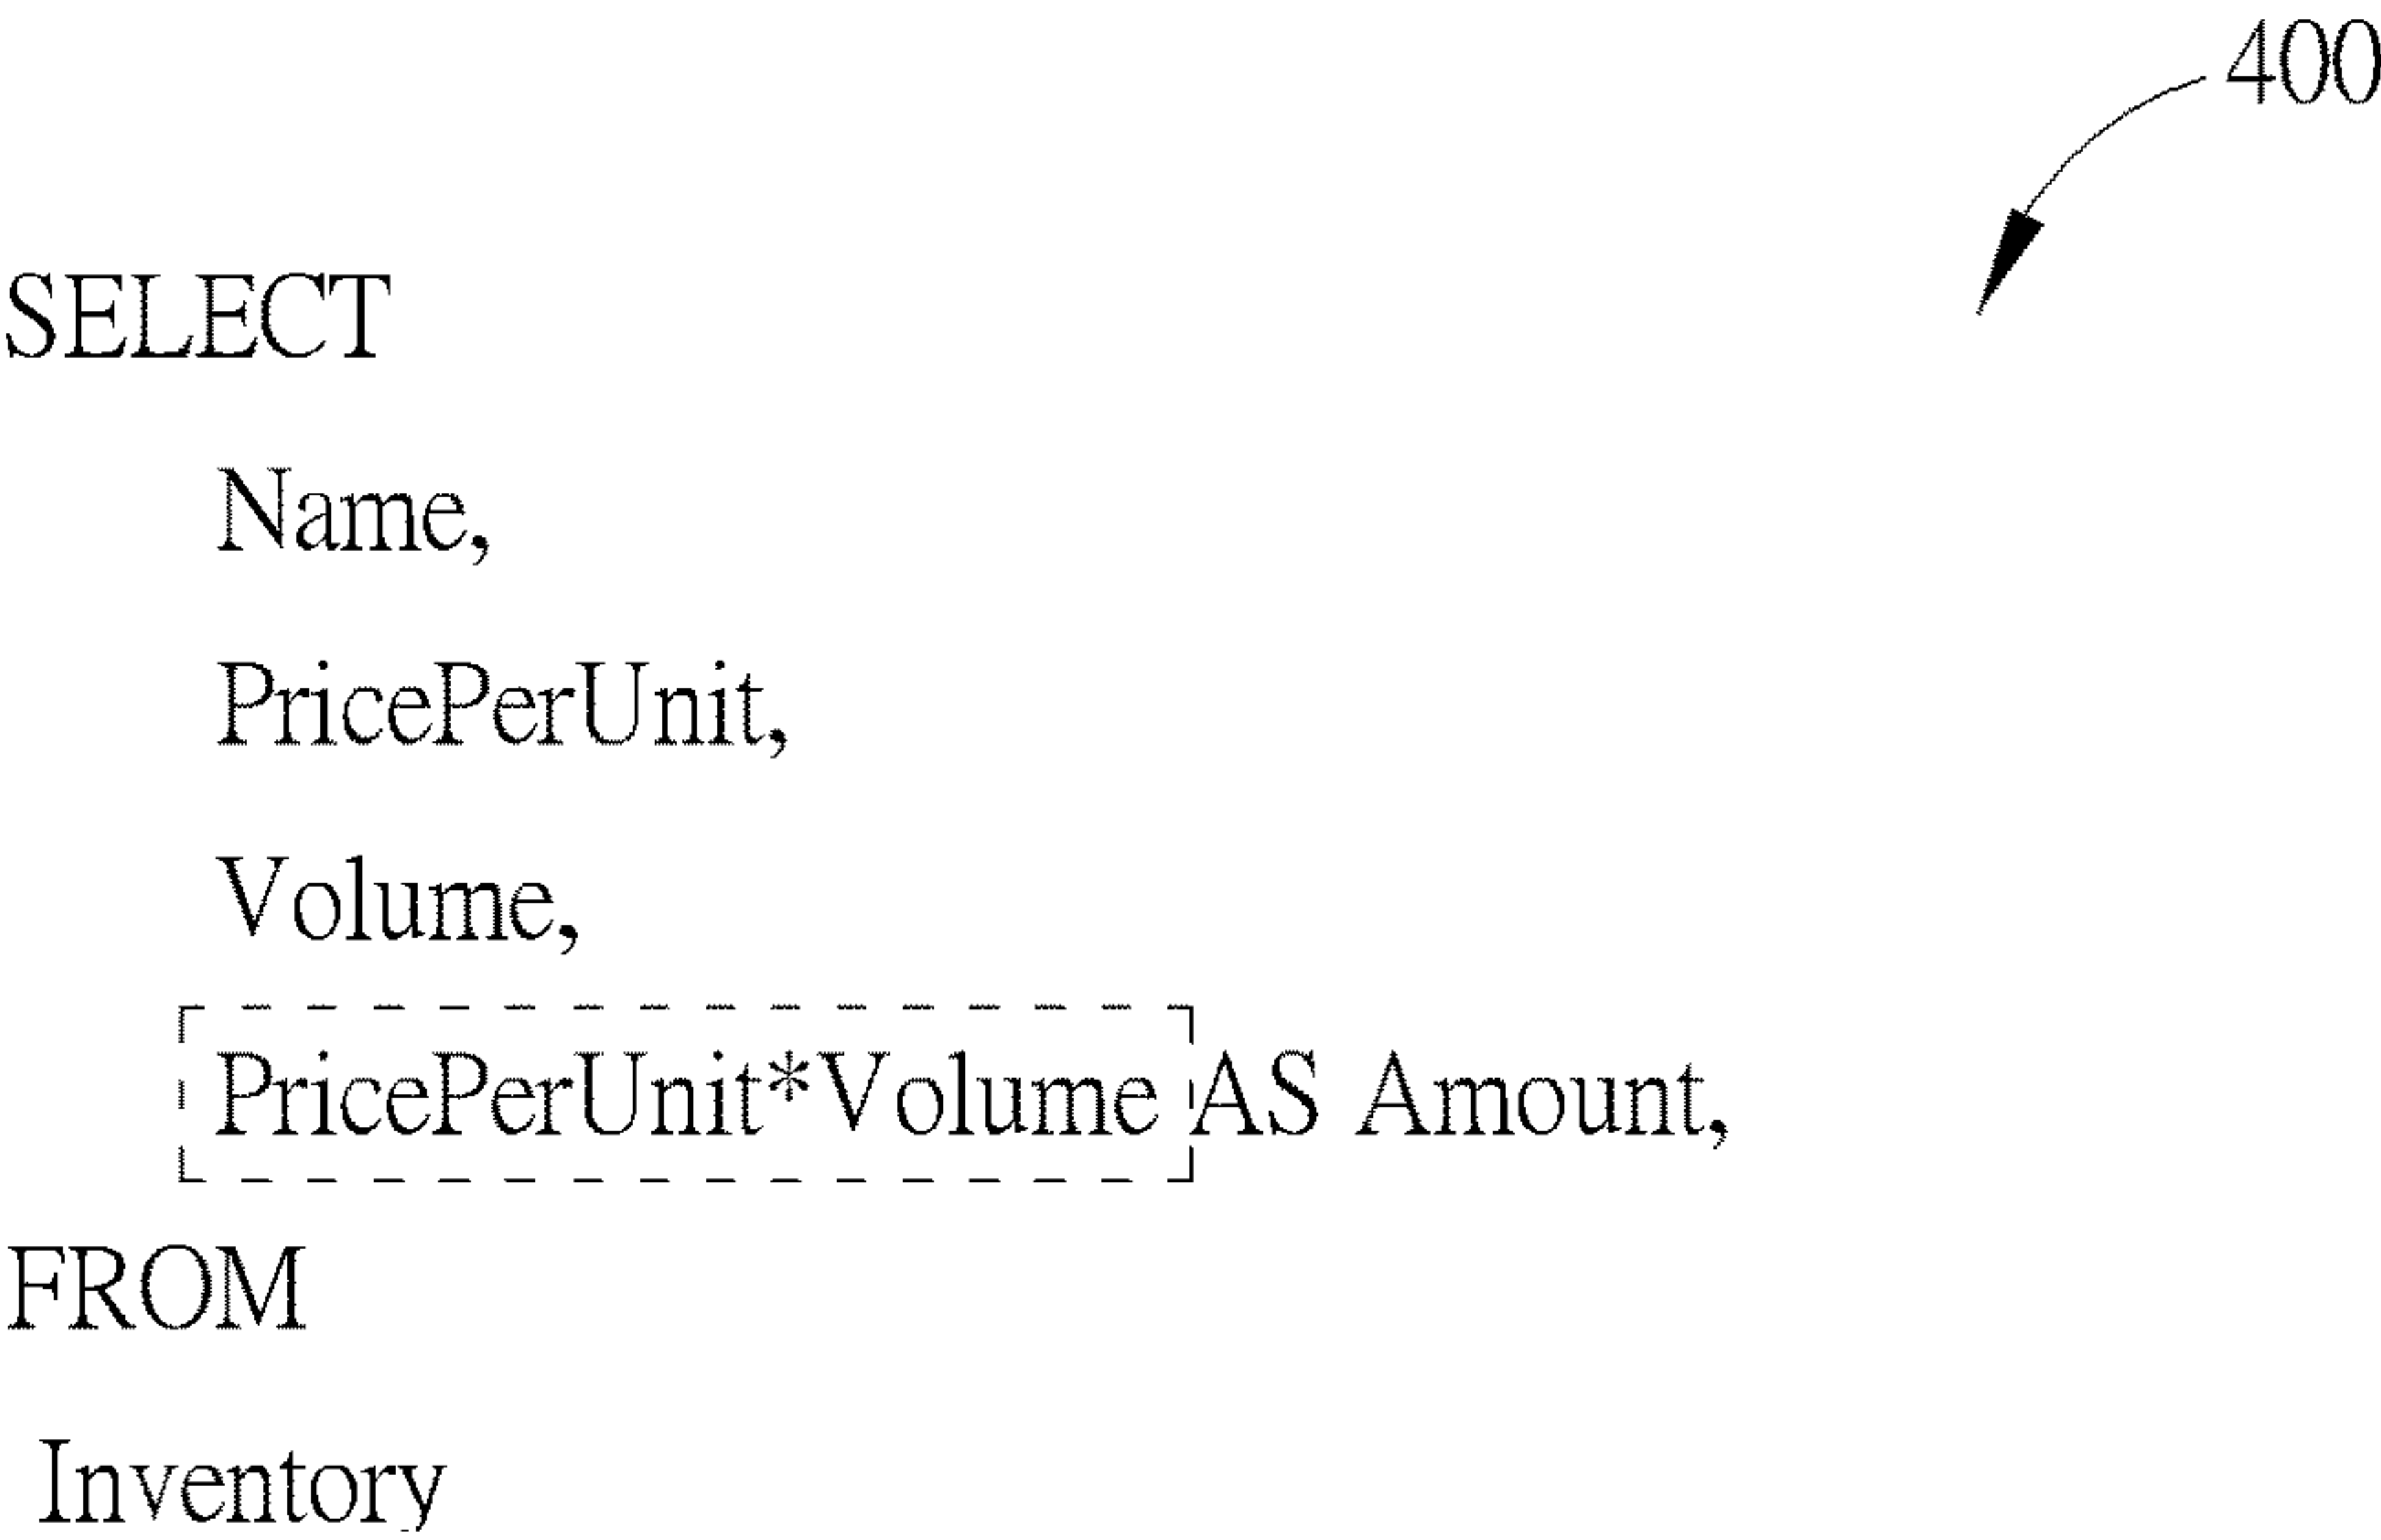 400
SELECT
Name,
PricePerUnit,
Volume,
PricePerUnit*Volume AS Amount,
FROM
Inventory